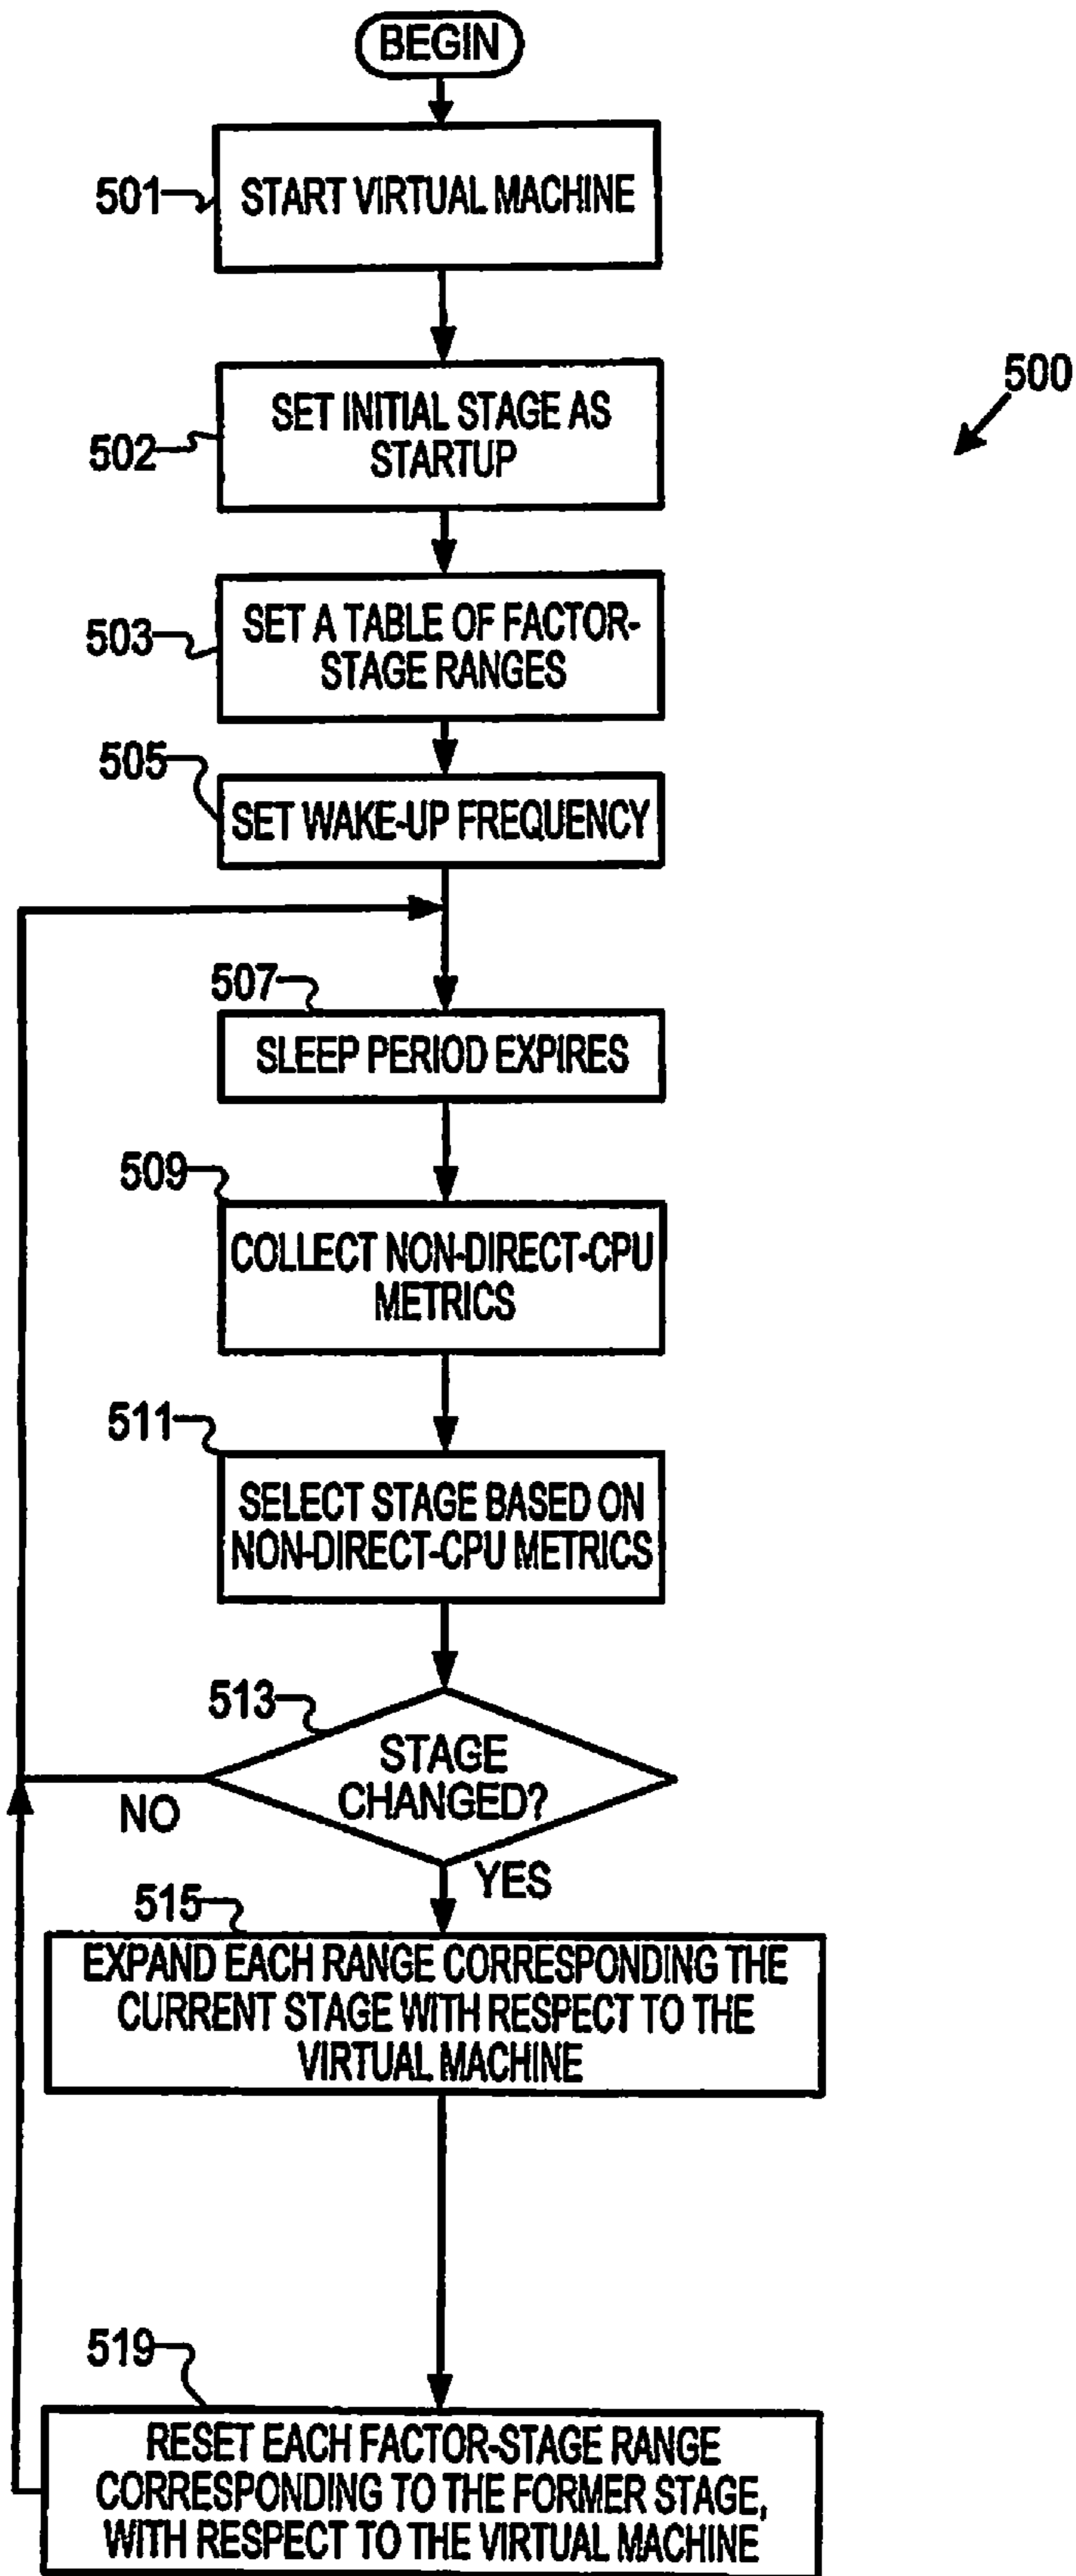 BEGIN
501
START VIRTUAL MACHINE
500
502
SET INITIAL STAGE AS
STARTUP
503
SET A TABLE OF FACTOR-
STAGE RANGES
505
SET WAKE-UP FREQUENCY
507
SLEEP PERIOD EXPIRES
509
COLLECT NON-DIRECT-CPU
METRICS
511
SELECT STAGE BASED ON
NON-DIRECT-CPU METRICS
513
STAGE
CHANGED?
NO
YES
515
EXPAND EACH RANGE CORRESPONDING THE
CURRENT STAGE WITH RESPECT TO THE
VIRTUAL MACHINE
519
RESET EACH FACTOR-STAGE RANGE
CORRESPONDING TO THE FORMER STAGE,
WITH RESPECT TO THE VIRTUAL MACHINE